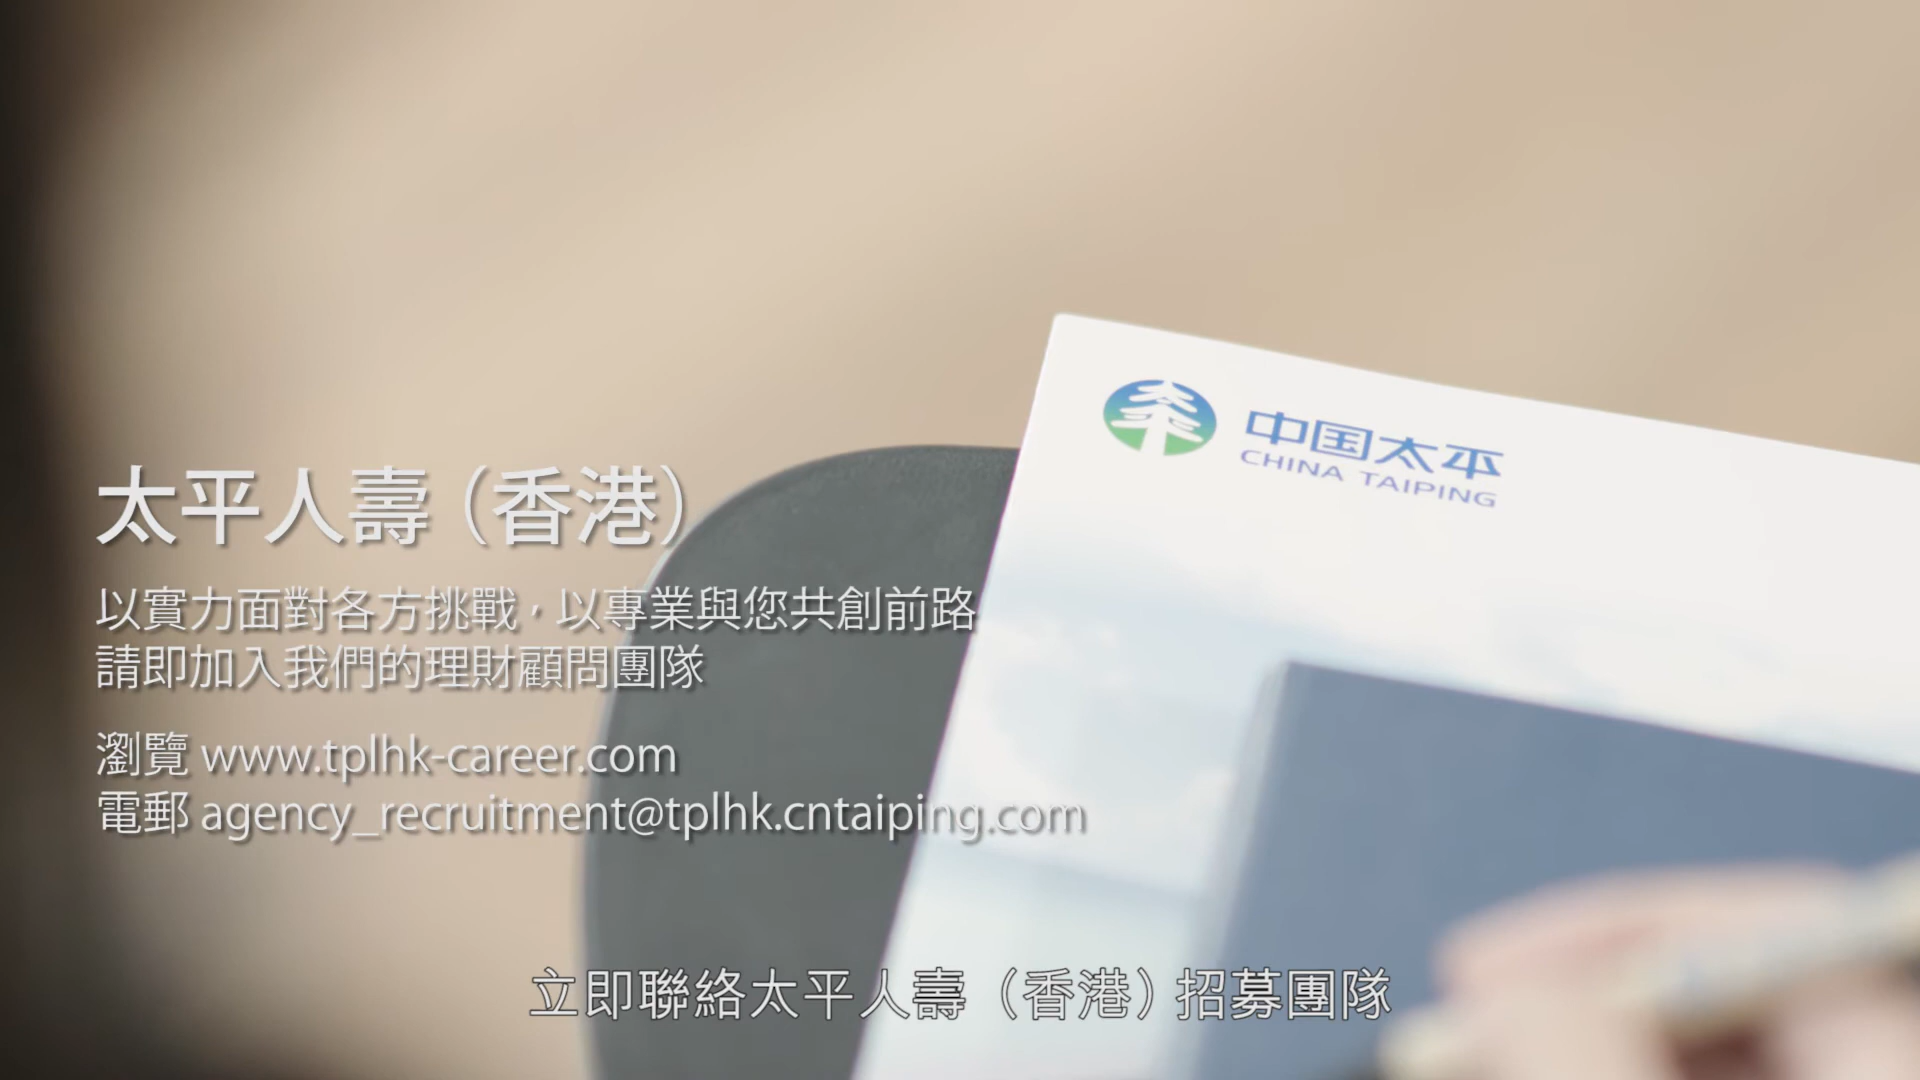 中国太平
CHINA TAIPING
太平人壽（香港）
以實力面對各方挑戰，以專業與您共創前路
請即加入我們的理財顧問團隊
瀏覽 www.tplhk-career.com
電郵 agency_recruitment@tplhk.cntaiping.com
立即聯絡太平人壽（香港）招募團隊